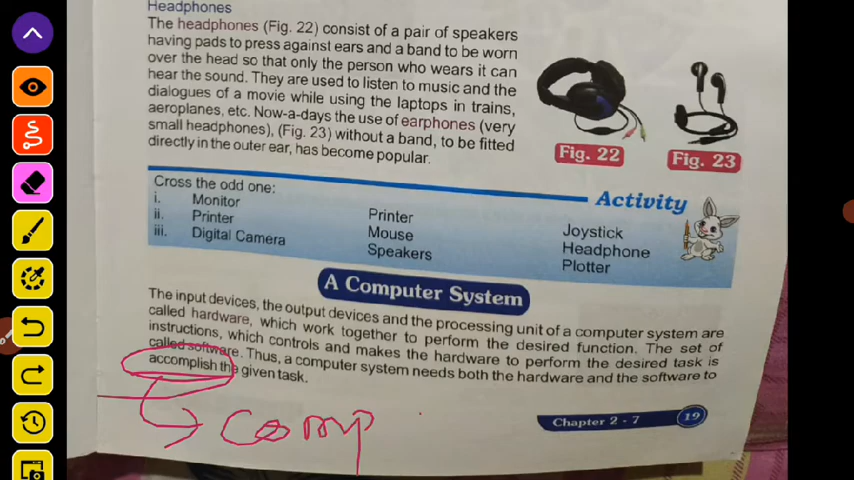 Headphones
The headphones (Fig. 22) consist of a pair of speakers
having pads to press against ears and a band to be worn
over the head so that only the person who wears it can
hear the sound. They are used to listen to music and the
dialogues of a movie while using the laptops in trains,
aeroplanes, etc. Now-a-days the use of earphones (very
small headphones), (Fig. 23) without a band, to be fitted
directly in the outer ear, has become popular.
Fig. 22
Fig. 23
Activity
Cross the odd one:
i. Monitor Printer Joystick
ii. Printer Mouse Headphone
iii. Digital Camera Speakers Plotter
A Computer System
The input devices, the output devices and the processing unit of a computer system are
called hardware, which work together to perform the desired function. The set of
instructions, which controls and makes the hardware to perform the desired task is
called software. Thus, a computer system needs both the hardware and the software to
accomplish the given task.
comp
Chapter 2 - 7 19